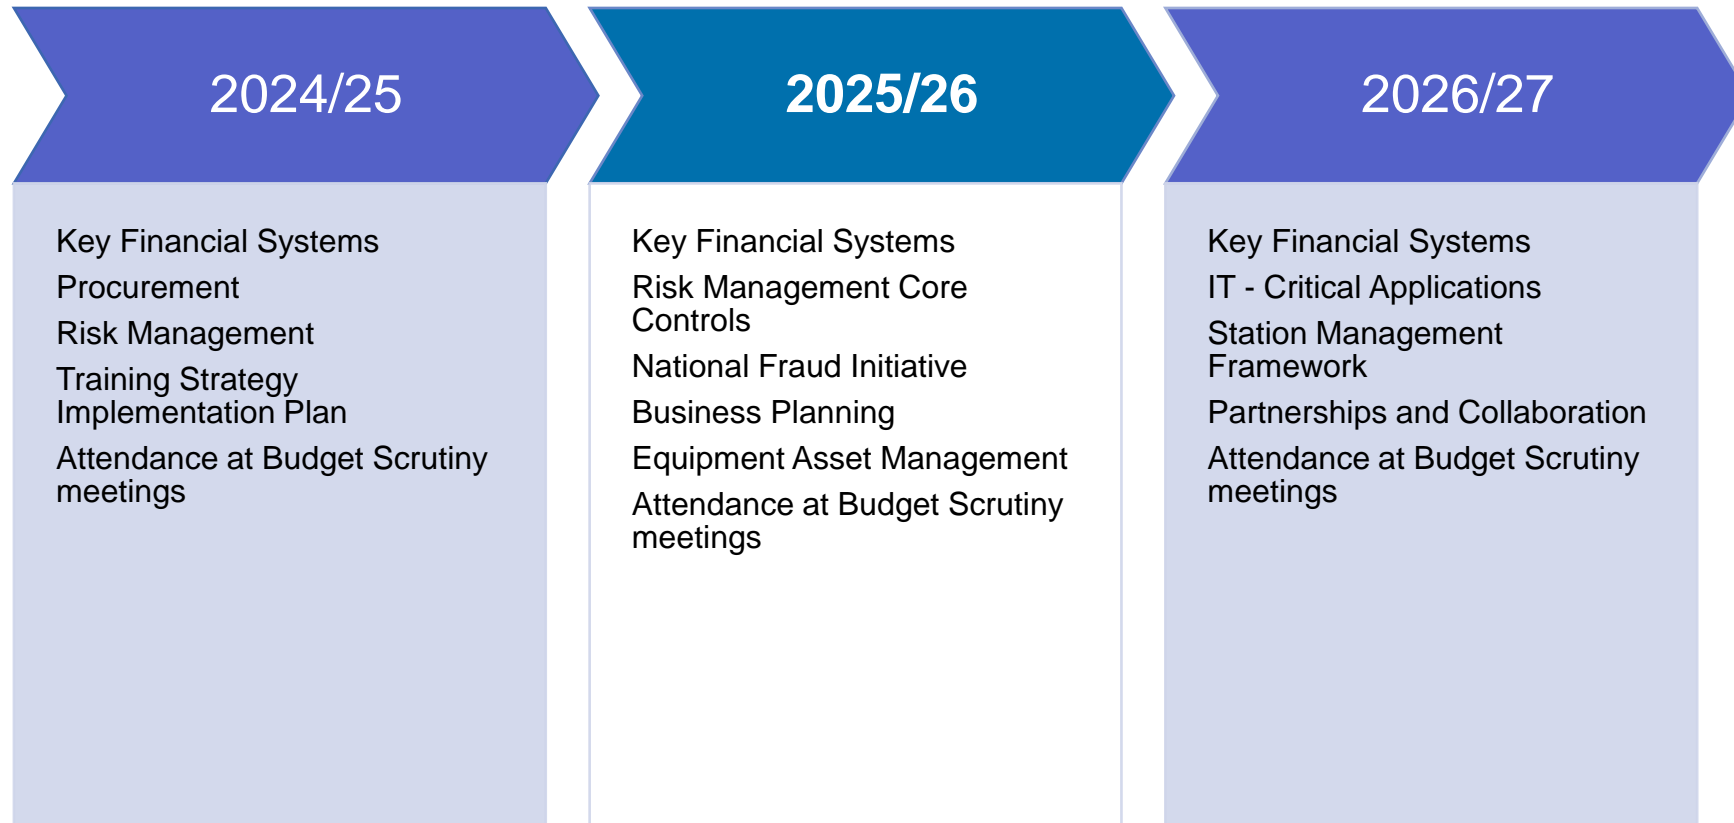 2024/25
Key Financial Systems
Procurement
Risk Management
Training Strategy
Implementation Plan
Attendance at Budget Scrutiny
meetings
2025/26
Key Financial Systems
Risk Management Core
Controls
National Fraud Initiative
Business Planning
Equipment Asset Management
Attendance at Budget Scrutiny
meetings
2026/27
Key Financial Systems
IT - Critical Applications
Station Management
Framework
Partnerships and Collaboration
Attendance at Budget Scrutiny
meetings